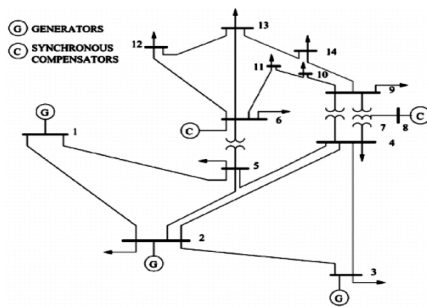 G GENERATORS
C SYNCHRONOUS
COMPENSATORS
13
12
14
11
10
9
C
6
7
8
C
G
1
4
5
2
G
3
G